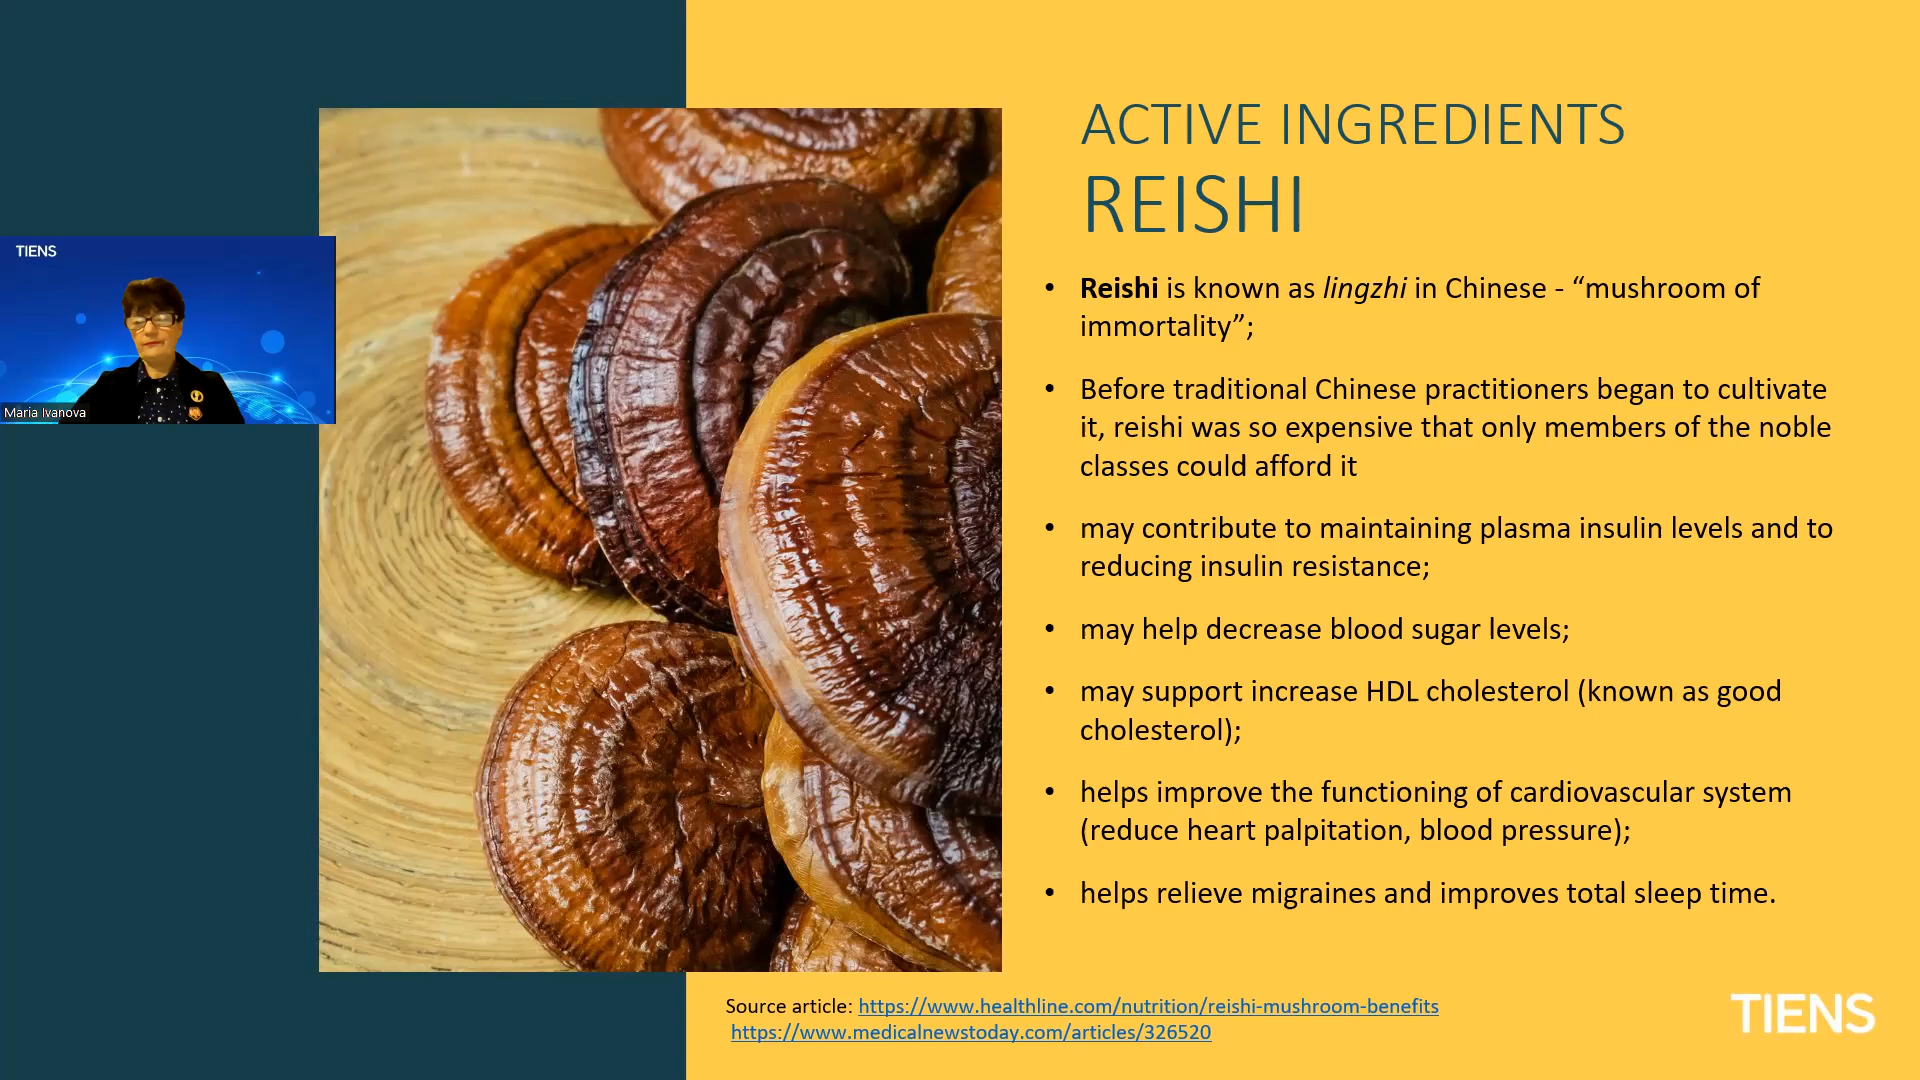 ACTIVE INGREDIENTS
REISHI
TIENS
Maria Ivanova
• Reishi is known as lingzhi in Chinese - “mushroom of
immortality”;
• Before traditional Chinese practitioners began to cultivate
it, reishi was so expensive that only members of the noble
classes could afford it
• may contribute to maintaining plasma insulin levels and to
reducing insulin resistance;
• may help decrease blood sugar levels;
• may support increase HDL cholesterol (known as good
cholesterol);
• helps improve the functioning of cardiovascular system
(reduce heart palpitation, blood pressure);
• helps relieve migraines and improves total sleep time.
Source article: https://www.healthline.com/nutrition/reishi-mushroom-benefits
https://www.medicalnewstoday.com/articles/326520
TIENS